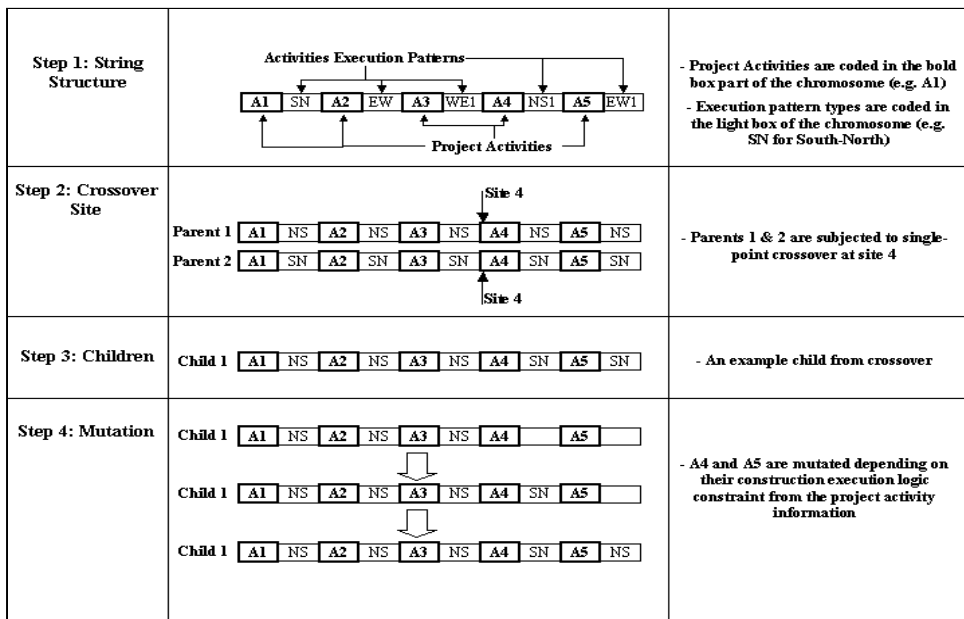 Step 1: String
Structure
Activities Execution Patterns
A1 SN A2 EW A3 WE1 A4 NS1 A5 EW1
Project Activities
- Project Activities are coded in the bold
box part of the chromosome (e.g. A1)
- Execution pattern types are coded in
the light box of the chromosome (e.g.
SN for South-North)
Step 2: Crossover
Site
Site 4
Parent 1 A1 NS A2 NS A3 NS A4 NS A5 NS
Parent 2 A1 SN A2 SN A3 SN A4 SN A5 SN
Site 4
- Parents 1 & 2 are subjected to single-
point crossover at site 4
Step 3: Children
Child 1 A1 NS A2 NS A3 NS A4 SN A5 SN
- An example child from crossover
Step 4: Mutation
Child 1 A1 NS A2 NS A3 NS A4 A5
Child 1 A1 NS A2 NS A3 NS A4 SN A5
Child 1 A1 NS A2 NS A3 NS A4 SN A5 NS
- A4 and A5 are mutated depending on
their construction execution logic
constraint from the project activity
information